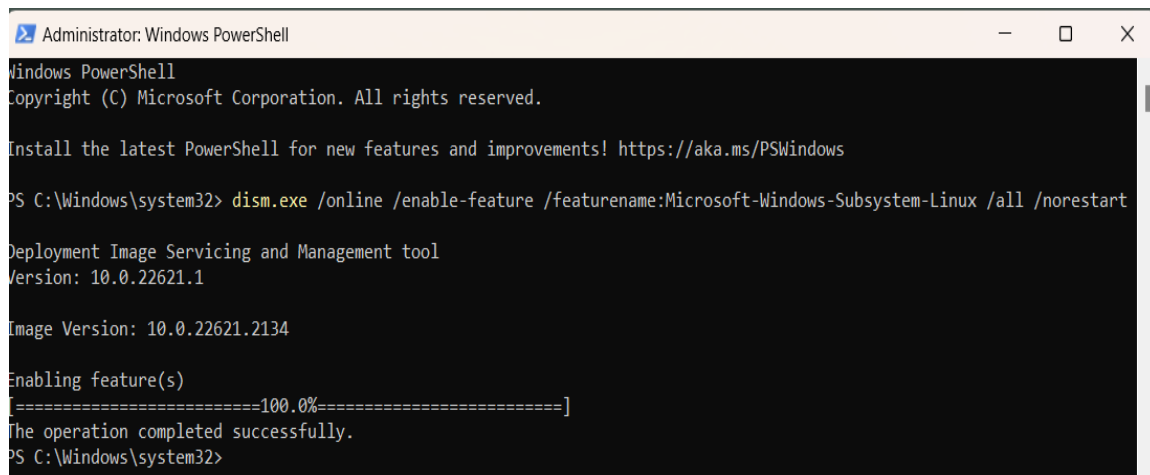 Administrator: Windows PowerShell
Windows PowerShell
Copyright (C) Microsoft Corporation. All rights reserved.
Install the latest PowerShell for new features and improvements! https://aka.ms/PSWindows
PS C:\Windows\system32> dism.exe /online /enable-feature /featurename:Microsoft-Windows-Subsystem-Linux /all /norestart
Deployment Image Servicing and Management tool
Version: 10.0.22621.1
Image Version: 10.0.22621.2134
Enabling feature(s)
[==========================100.0%==========================]
The operation completed successfully.
PS C:\Windows\system32>